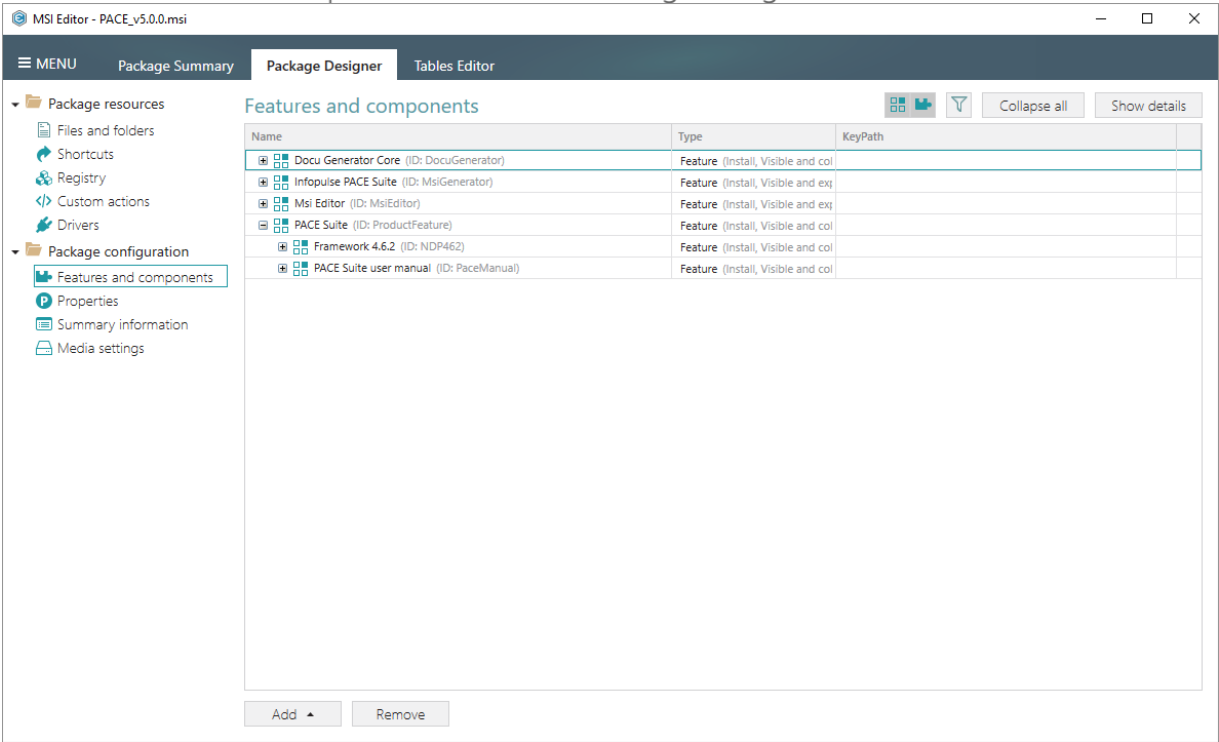 MSI Editor - PACE_v5.0.0.msi
MENU Package Summary Package Designer Tables Editor
Package resources
Files and folders
Shortcuts
Registry
Custom actions
Drivers
Package configuration
Features and components
Properties
Summary information
Media settings
Features and components
Collapse all Show details
Name Type KeyPath
Docu Generator Core (ID: DocuGenerator) Feature (Install, Visible and col
Infopulse PACE Suite (ID: MsiGenerator) Feature (Install, Visible and exp
Msi Editor (ID: MsiEditor) Feature (Install, Visible and exp
PACE Suite (ID: ProductFeature) Feature (Install, Visible and col
Framework 4.6.2 (ID: NDP462) Feature (Install, Visible and col
PACE Suite user manual (ID: PaceManual) Feature (Install, Visible and col
Add Remove